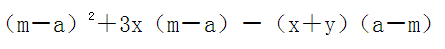 (m－a)²＋3x (m－a) － (x＋y) (a－m)